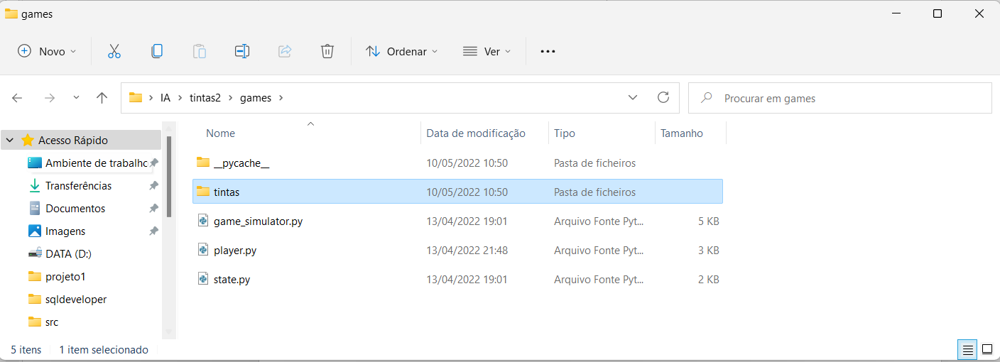 games
Novo Ordenar Ver
IA tintas2 games Procurar em games
Nome Data de modificação Tipo Tamanho
Acesso Rápido
Ambiente de trabalho
Transferências
Documentos
Imagens
DATA (D:)
projeto1
sqldeveloper
src
__pycache__ 10/05/2022 10:50 Pasta de ficheiros
tintas 10/05/2022 10:50 Pasta de ficheiros
game_simulator.py 13/04/2022 19:01 Arquivo Fonte Pyt... 5 KB
player.py 13/04/2022 21:48 Arquivo Fonte Pyt... 3 KB
state.py 13/04/2022 19:01 Arquivo Fonte Pyt... 2 KB
5 itens 1 item selecionado